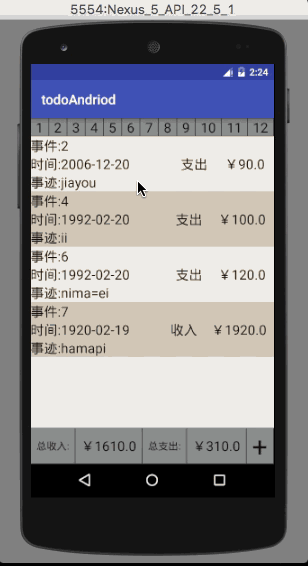 5554:Nexus_5_API_22_5_1
2:24
todoAndriod
1 2 3 4 5 6 7 8 9 10 11 12
事件:2
时间:2006-12-20 支出 ￥90.0
事迹:jiayou
事件:4
时间:1992-02-20 支出 ￥100.0
事迹:ii
事件:6
时间:1992-02-20 支出 ￥120.0
事迹:nima=ei
事件:7
时间:1920-02-19 收入 ￥1920.0
事迹:hamapi
总收入: ￥1610.0 总支出: ￥310.0 +